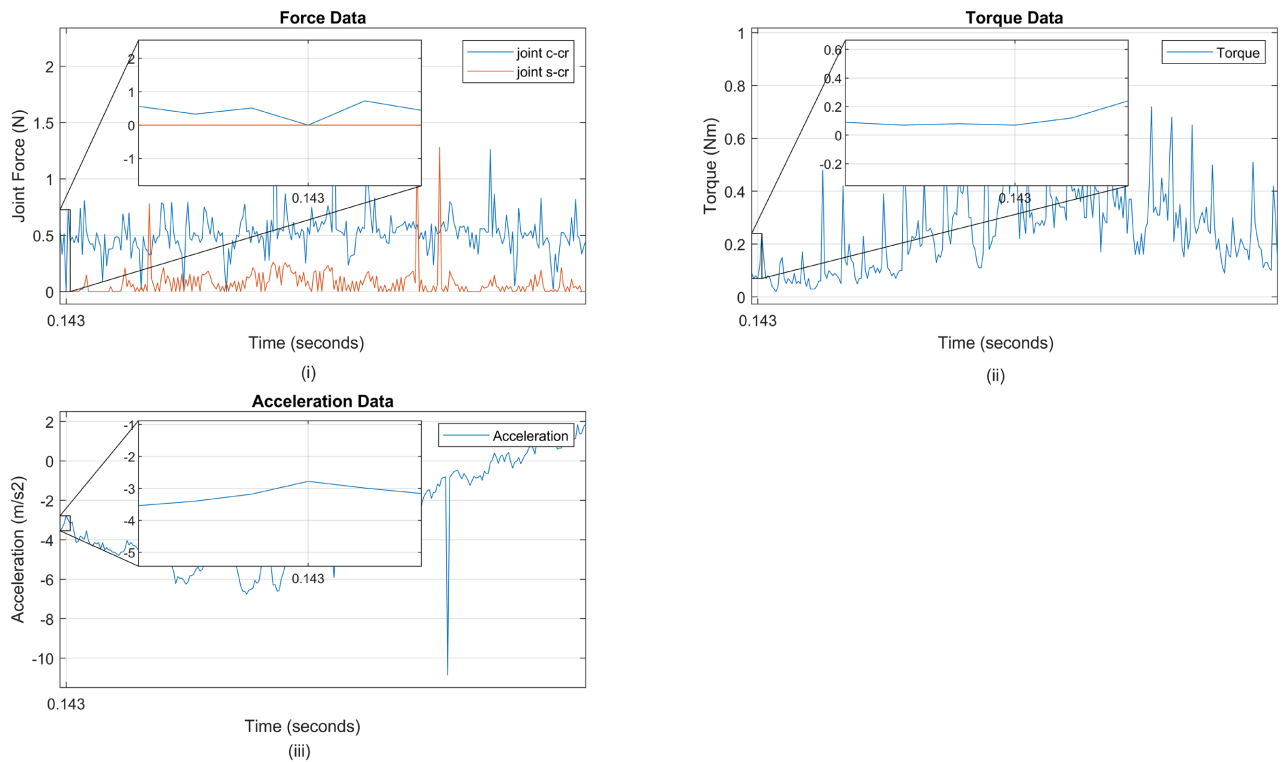 Force Data
2
1.5
1
0.5
0
Joint Force (N)
joint c-cr
joint s-cr
2
1
0
-1
0.143
0.143
Time (seconds)
(i)
Torque Data
1
0.8
0.6
0.4
0.2
0
Torque (Nm)
Torque
0.6
0.4
0.2
0
-0.2
0.143
0.143
Time (seconds)
(ii)
Acceleration Data
2
0
-2
-4
-6
-8
-10
Acceleration (m/s2)
Acceleration
-1
-2
-3
-4
-5
0.143
0.143
Time (seconds)
(iii)